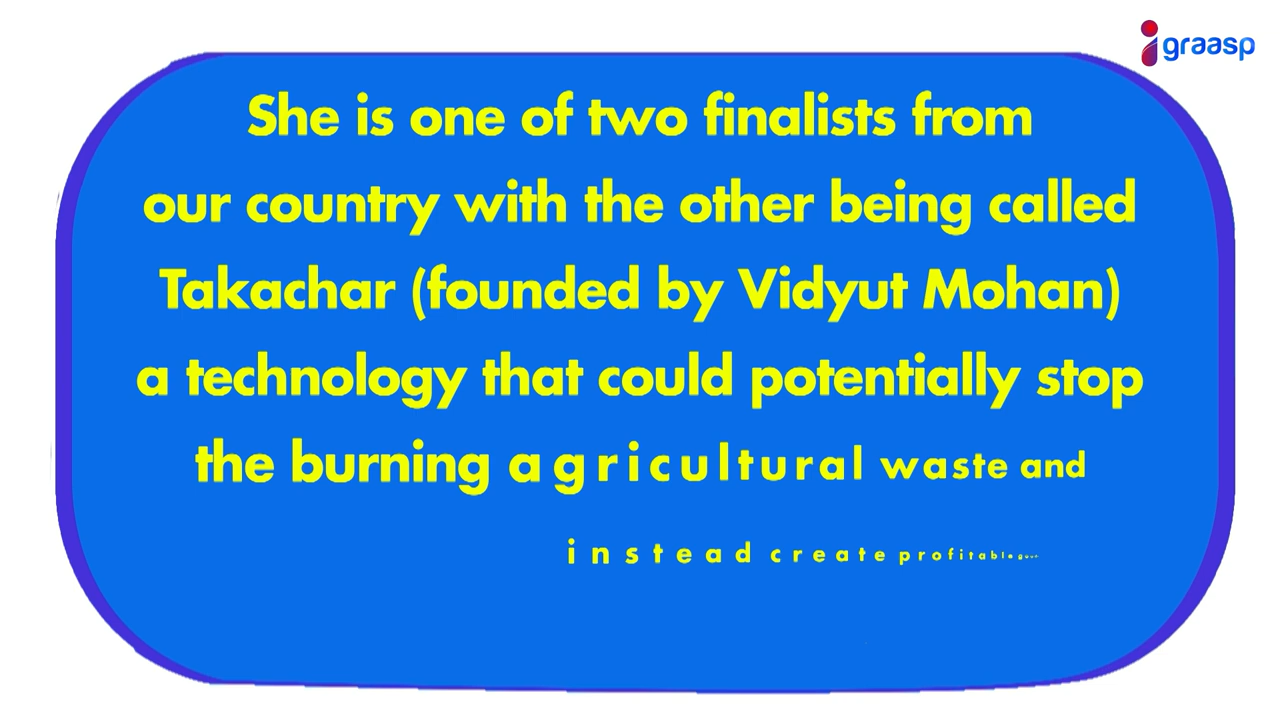 graasp
She is one of two finalists from
our country with the other being called
Takachar (founded by Vidyut Mohan)
a technology that could potentially stop
the burning agricultural waste and
instead create profitable